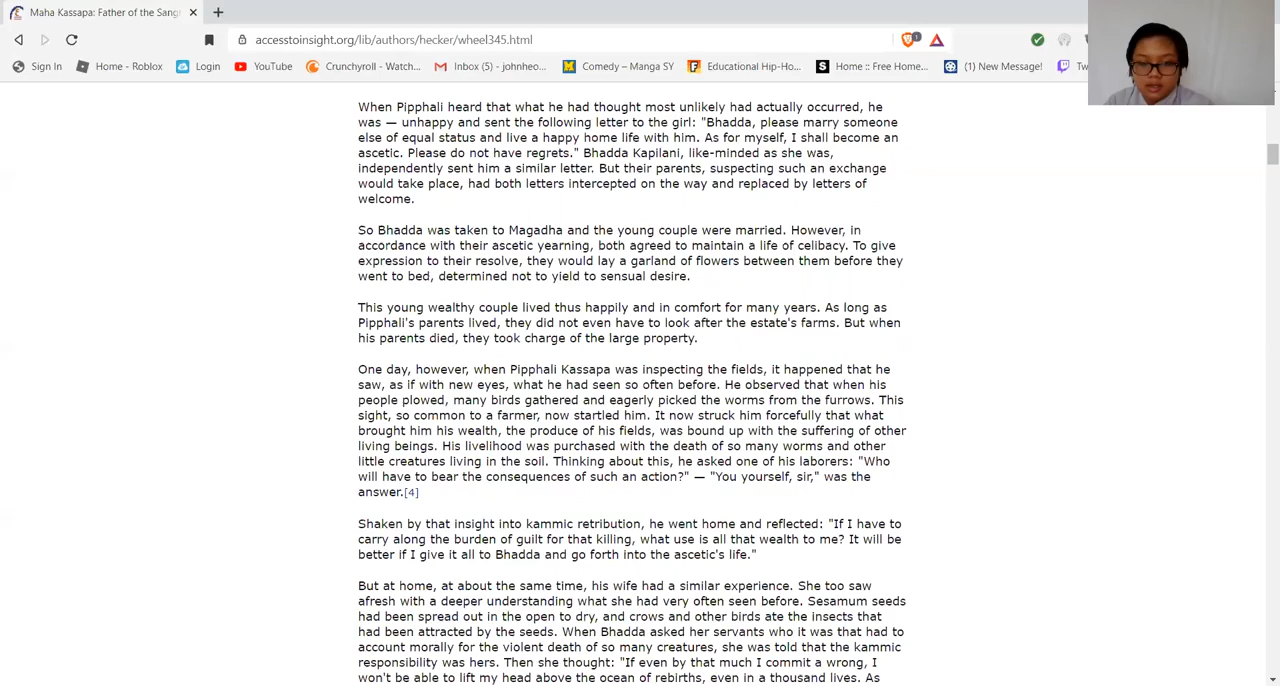 Maha Kassapa: Father of the Sang
accesstoinsight.org/lib/authors/hecker/wheel345.html
1
Sign In
Home - Roblox
Login
YouTube
Crunchyroll - Watch...
Inbox (5) - johnheo...
Comedy – Manga SY
Educational Hip-Ho...
Home :: Free Home...
(1) New Message!
Tw
When Pipphali heard that what he had thought most unlikely had actually occurred, he
was — unhappy and sent the following letter to the girl: "Bhadda, please marry someone
else of equal status and live a happy home life with him. As for myself, I shall become an
ascetic. Please do not have regrets." Bhadda Kapilani, like-minded as she was,
independently sent him a similar letter. But their parents, suspecting such an exchange
would take place, had both letters intercepted on the way and replaced by letters of
welcome.
So Bhadda was taken to Magadha and the young couple were married. However, in
accordance with their ascetic yearning, both agreed to maintain a life of celibacy. To give
expression to their resolve, they would lay a garland of flowers between them before they
went to bed, determined not to yield to sensual desire.
This young wealthy couple lived thus happily and in comfort for many years. As long as
Pipphali's parents lived, they did not even have to look after the estate's farms. But when
his parents died, they took charge of the large property.
One day, however, when Pipphali Kassapa was inspecting the fields, it happened that he
saw, as if with new eyes, what he had seen so often before. He observed that when his
people plowed, many birds gathered and eagerly picked the worms from the furrows. This
sight, so common to a farmer, now startled him. It now struck him forcefully that what
brought him his wealth, the produce of his fields, was bound up with the suffering of other
living beings. His livelihood was purchased with the death of so many worms and other
little creatures living in the soil. Thinking about this, he asked one of his laborers: "Who
will have to bear the consequences of such an action?" — "You yourself, sir," was the
answer.[4]
Shaken by that insight into kammic retribution, he went home and reflected: "If I have to
carry along the burden of guilt for that killing, what use is all that wealth to me? It will be
better if I give it all to Bhadda and go forth into the ascetic's life."
But at home, at about the same time, his wife had a similar experience. She too saw
afresh with a deeper understanding what she had very often seen before. Sesamum seeds
had been spread out in the open to dry, and crows and other birds ate the insects that
had been attracted by the seeds. When Bhadda asked her servants who it was that had to
account morally for the violent death of so many creatures, she was told that the kammic
responsibility was hers. Then she thought: "If even by that much I commit a wrong, I
won't be able to lift my head above the ocean of rebirths, even in a thousand lives. As